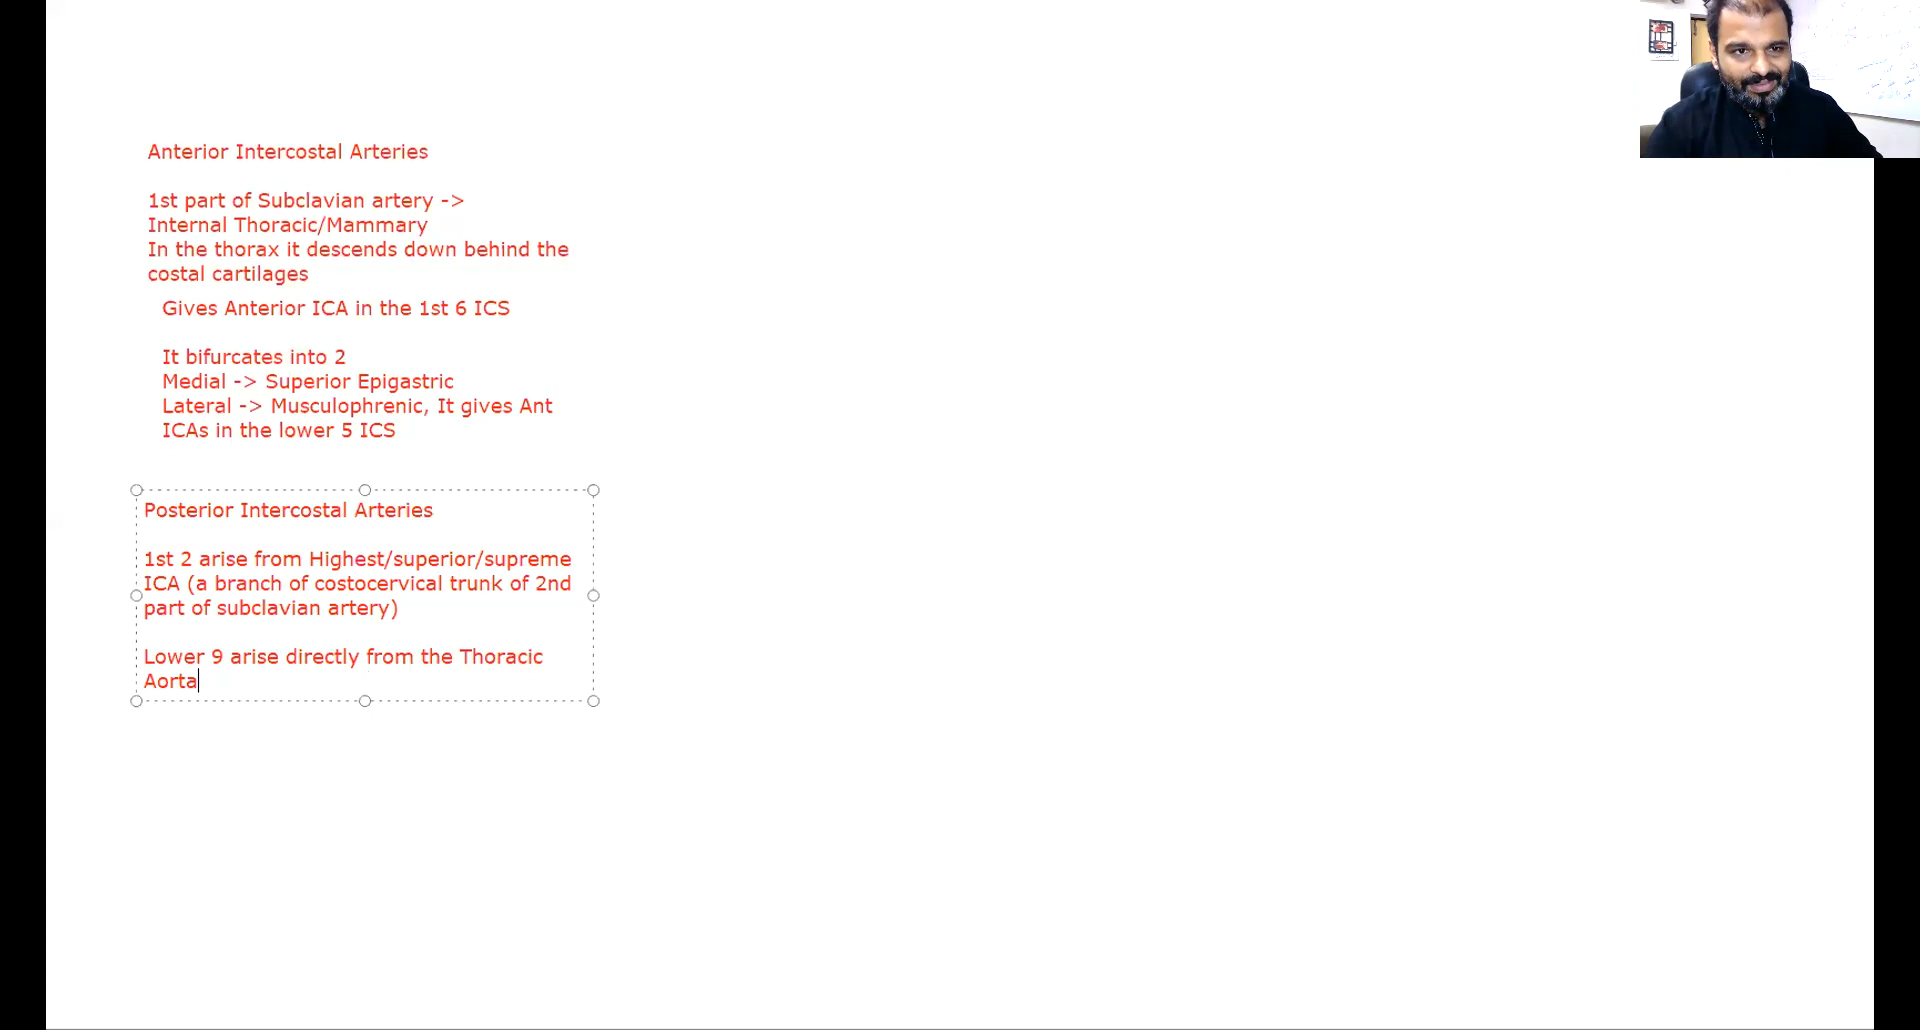 Anterior Intercostal Arteries
1st part of Subclavian artery ->
Internal Thoracic/Mammary
In the thorax it descends down behind the
costal cartilages
Gives Anterior ICA in the 1st 6 ICS
It bifurcates into 2
Medial -> Superior Epigastric
Lateral -> Musculophrenic, It gives Ant
ICAs in the lower 5 ICS
Posterior Intercostal Arteries
1st 2 arise from Highest/superior/supreme
ICA (a branch of costocervical trunk of 2nd
part of subclavian artery)
Lower 9 arise directly from the Thoracic
Aorta